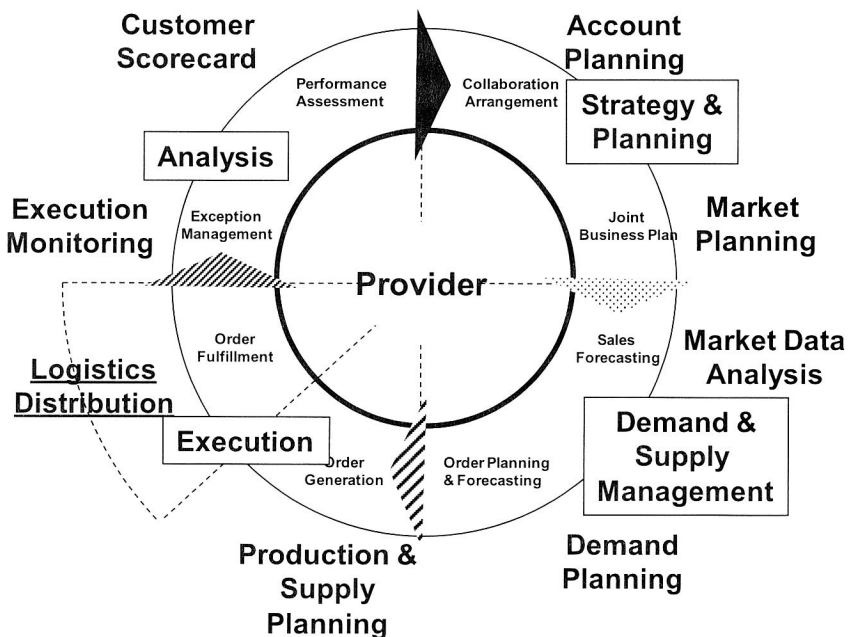 Customer
Scorecard
Account
Planning
Performance
Assessment
Collaboration
Arrangement
Strategy &
Planning
Analysis
Execution
Monitoring
Exception
Management
Joint
Business Plan
Market
Planning
Provider
Order
Fulfillment
Sales
Forecasting
Market Data
Analysis
Logistics
Distribution
Execution
Demand &
Supply
Management
Order
Generation
Order Planning
& Forecasting
Production &
Supply
Planning
Demand
Planning